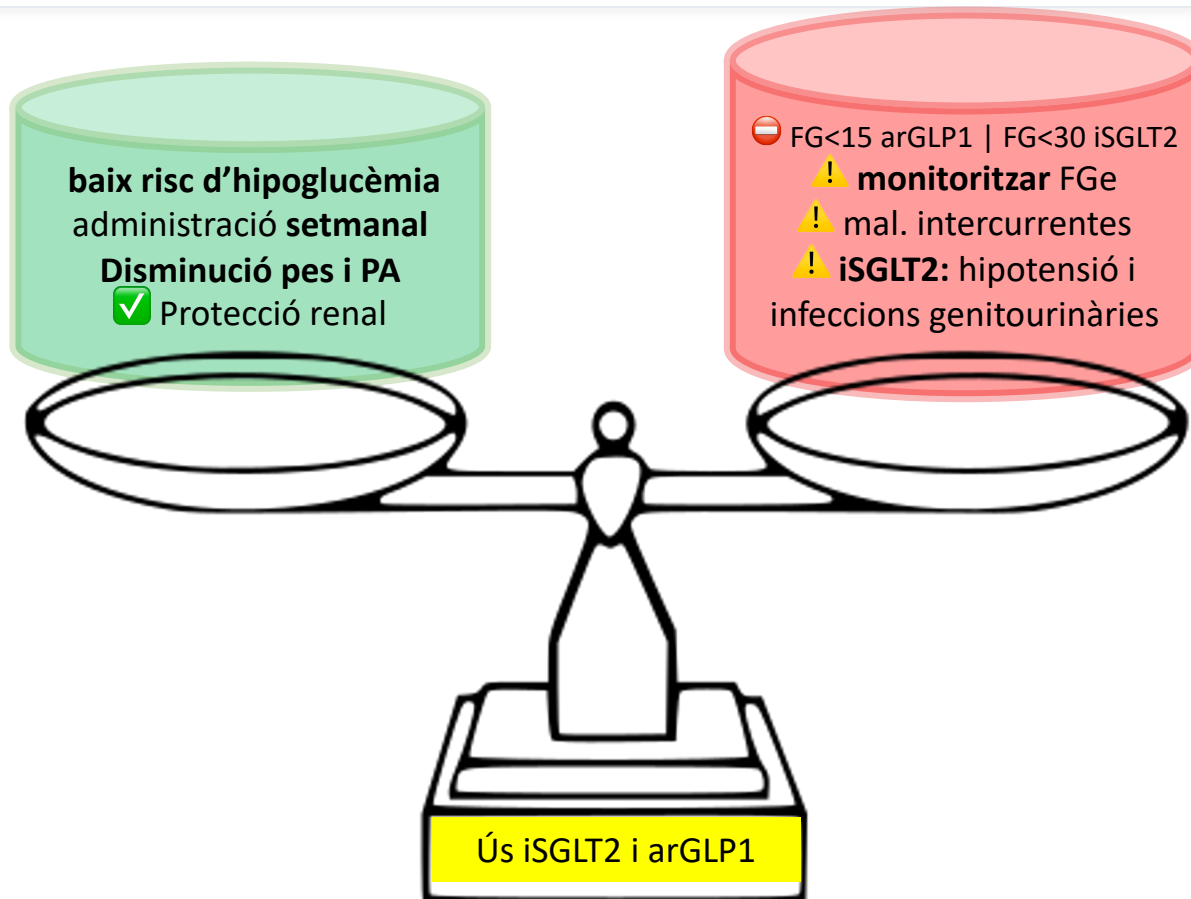 baix risc d’hipoglucèmia
administració setmanal
Disminució pes i PA
✅ Protecció renal
⛔ FG<15 arGLP1 | FG<30 iSGLT2
⚠️ monitoritzar FGe
⚠️ mal. intercurrentes
⚠️ iSGLT2: hipotensió i
infeccions genitourinàries
Ús iSGLT2 i arGLP1